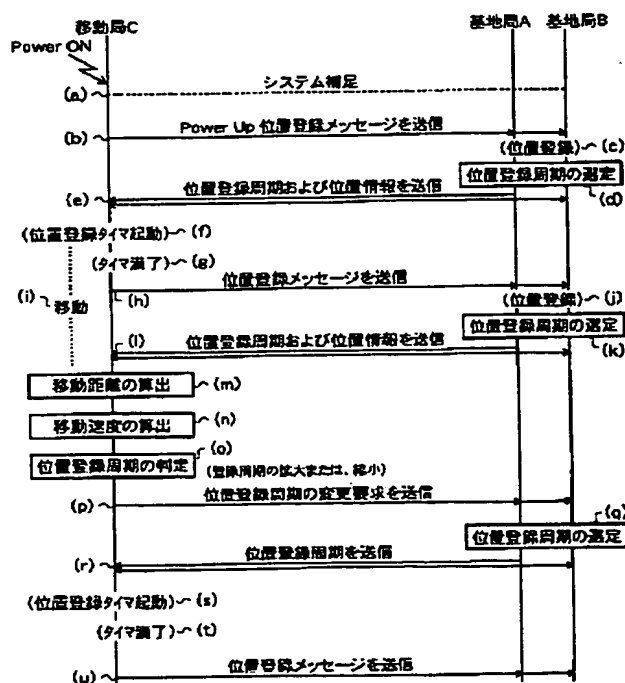 移動局C
基地局A 基地局B
Power ON
(a) システム補足
(b) Power Up 位置登録メッセージを送信
(位置登録) (c)
位置登録周期の選定
(d)
(e) 位置登録周期および位置情報を送信
(位置登録タイマ起動) (f)
(タイマ満了) (g)
(h) 位置登録メッセージを送信
(i) 移動
(位置登録) (j)
位置登録周期の選定
(k)
(l) 位置登録周期および位置情報を送信
移動距離の算出 (m)
移動速度の算出 (n)
(o)
位置登録周期の判定 (登録周期の拡大または、縮小)
(p) 位置登録周期の変更要求を送信
(q)
位置登録周期の選定
(r) 位置登録周期を送信
(位置登録タイマ起動) (s)
(タイマ満了) (t)
(u) 位置登録メッセージを送信